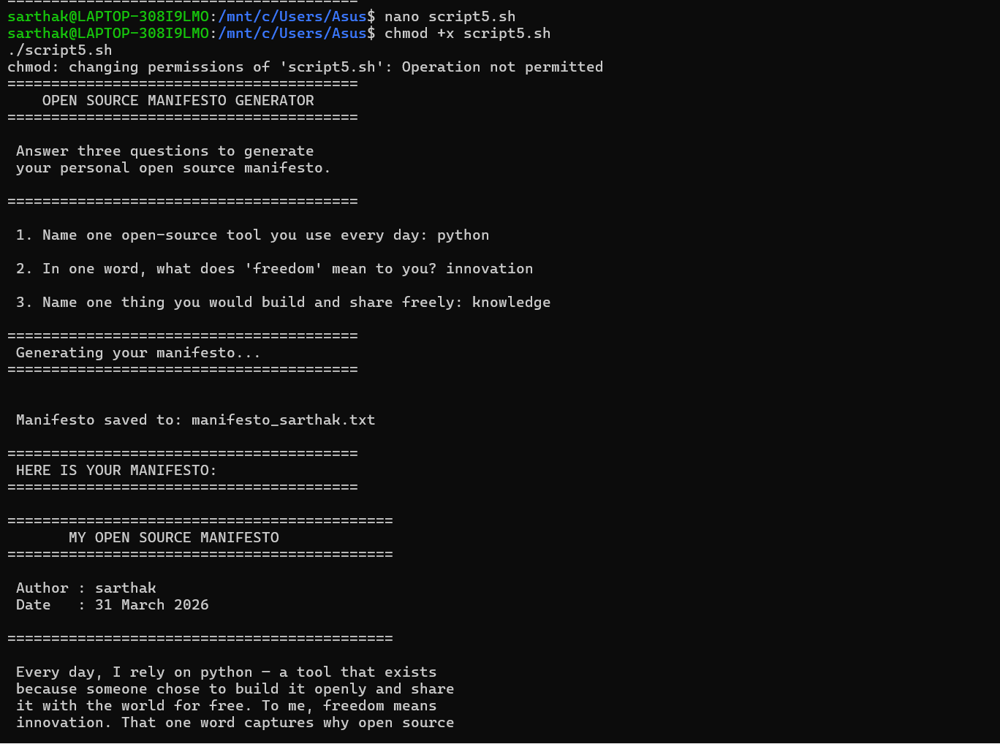 ========================================
sarthak@LAPTOP-308I9LMO:/mnt/c/Users/Asus$ nano script5.sh
sarthak@LAPTOP-308I9LMO:/mnt/c/Users/Asus$ chmod +x script5.sh
./script5.sh
chmod: changing permissions of 'script5.sh': Operation not permitted
========================================
    OPEN SOURCE MANIFESTO GENERATOR
========================================

 Answer three questions to generate
 your personal open source manifesto.

========================================

 1. Name one open-source tool you use every day: python

 2. In one word, what does 'freedom' mean to you? innovation

 3. Name one thing you would build and share freely: knowledge

========================================
 Generating your manifesto...
========================================


 Manifesto saved to: manifesto_sarthak.txt

========================================
 HERE IS YOUR MANIFESTO:
========================================

============================================
       MY OPEN SOURCE MANIFESTO
============================================

 Author : sarthak
 Date   : 31 March 2026

============================================

 Every day, I rely on python — a tool that exists
 because someone chose to build it openly and share
 it with the world for free. To me, freedom means
 innovation. That one word captures why open source